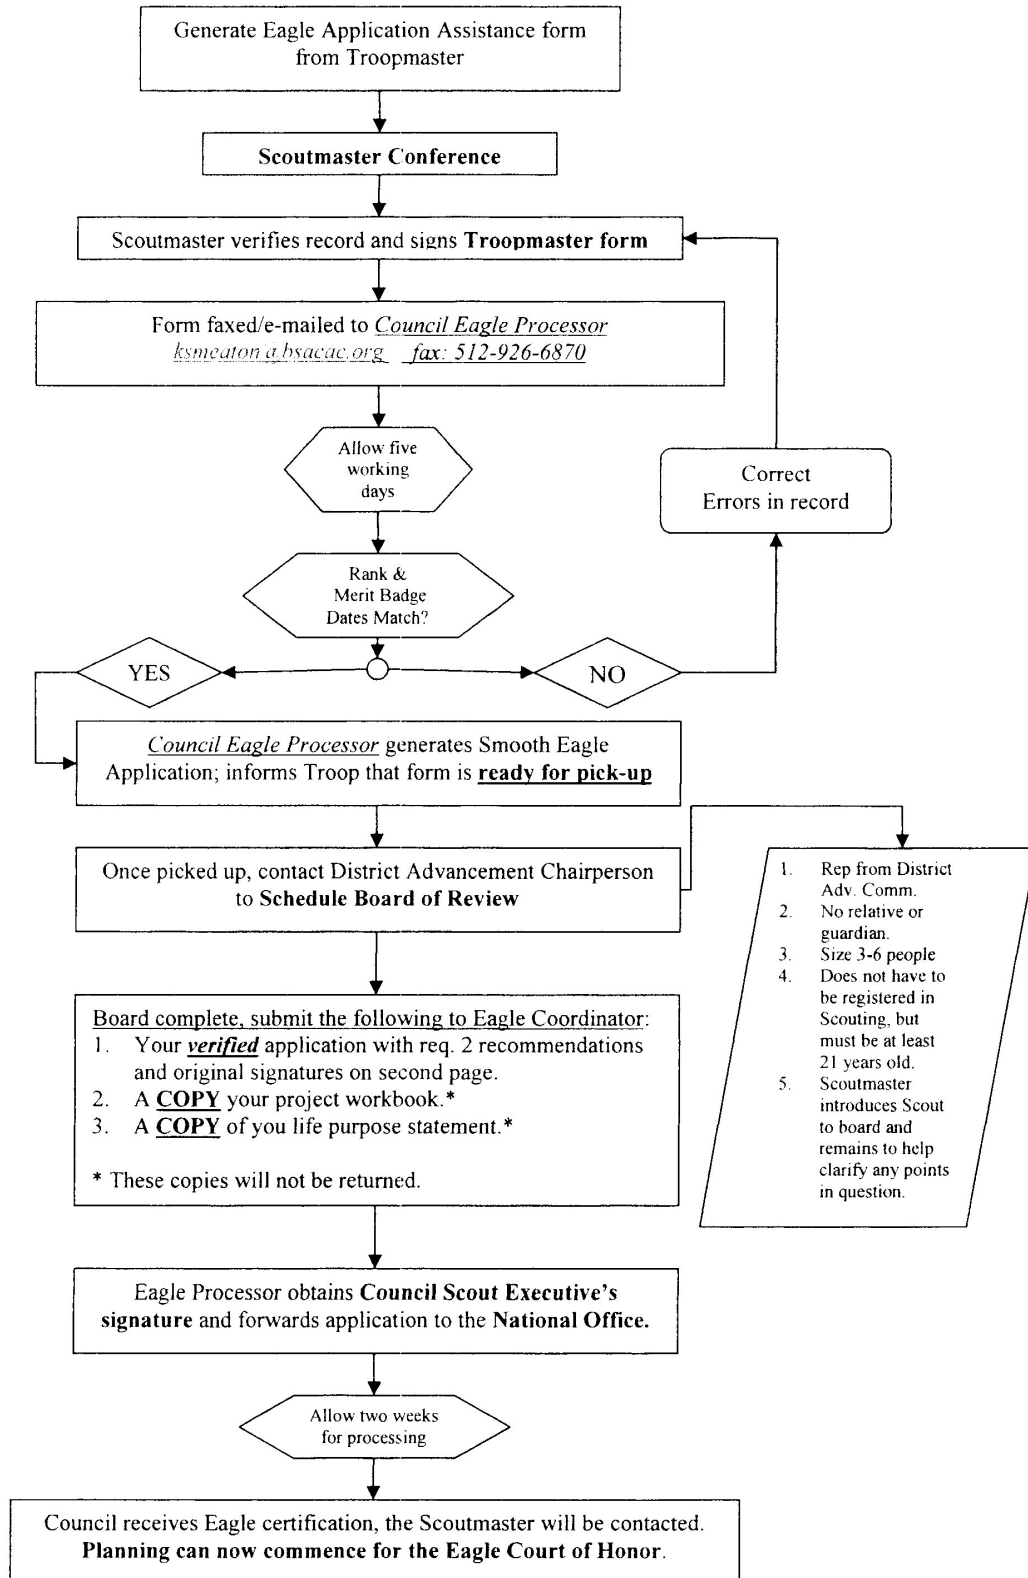 Generate Eagle Application Assistance form
from Troopmaster
Scoutmaster Conference
Scoutmaster verifies record and signs Troopmaster form
Form faxed/e-mailed to Council Eagle Processor
ksmeaton@bsacac.org fax: 512-926-6870
Allow five
working
days
Correct
Errors in record
Rank &
Merit Badge
Dates Match?
YES
NO
Council Eagle Processor generates Smooth Eagle
Application; informs Troop that form is ready for pick-up
Once picked up, contact District Advancement Chairperson
to Schedule Board of Review
1. Rep from District
Adv. Comm.
2. No relative or
guardian.
3. Size 3-6 people
4. Does not have to
be registered in
Scouting, but
must be at least
21 years old.
5. Scoutmaster
introduces Scout
to board and
remains to help
clarify any points
in question.
Board complete, submit the following to Eagle Coordinator:
1. Your verified application with req. 2 recommendations
and original signatures on second page.
2. A COPY your project workbook.*
3. A COPY of you life purpose statement.*
* These copies will not be returned.
Eagle Processor obtains Council Scout Executive's
signature and forwards application to the National Office.
Allow two weeks
for processing
Council receives Eagle certification, the Scoutmaster will be contacted.
Planning can now commence for the Eagle Court of Honor.